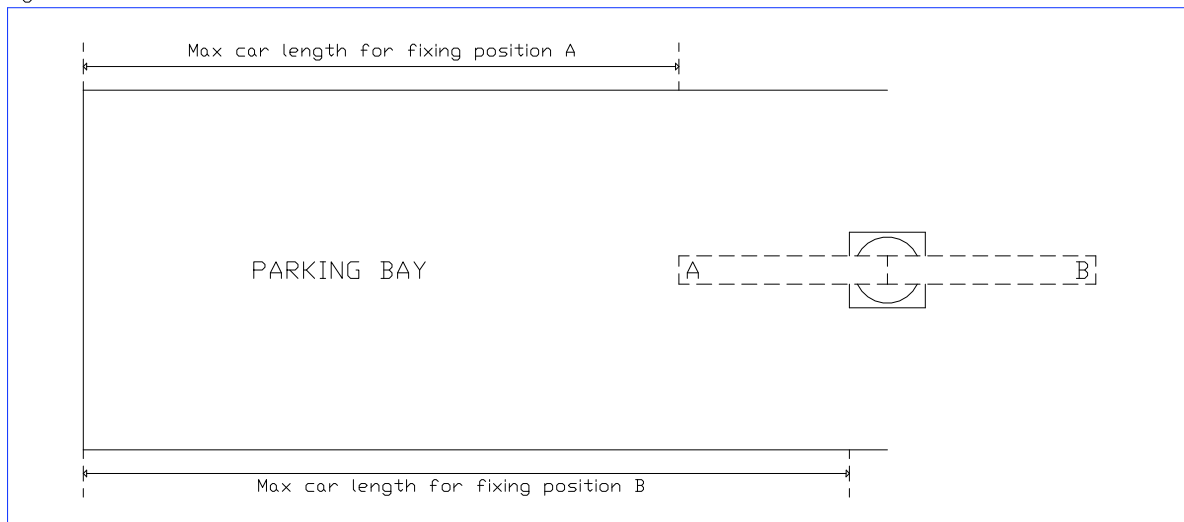 Max car length for fixing position A
PARKING BAY
A
B
Max car length for fixing position B